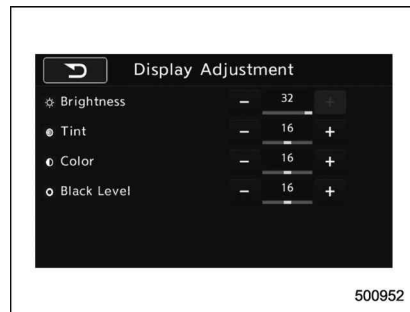 Display Adjustment
Brightness - 32 +
Tint - 16 +
Color - 16 +
Black Level - 16 +
500952